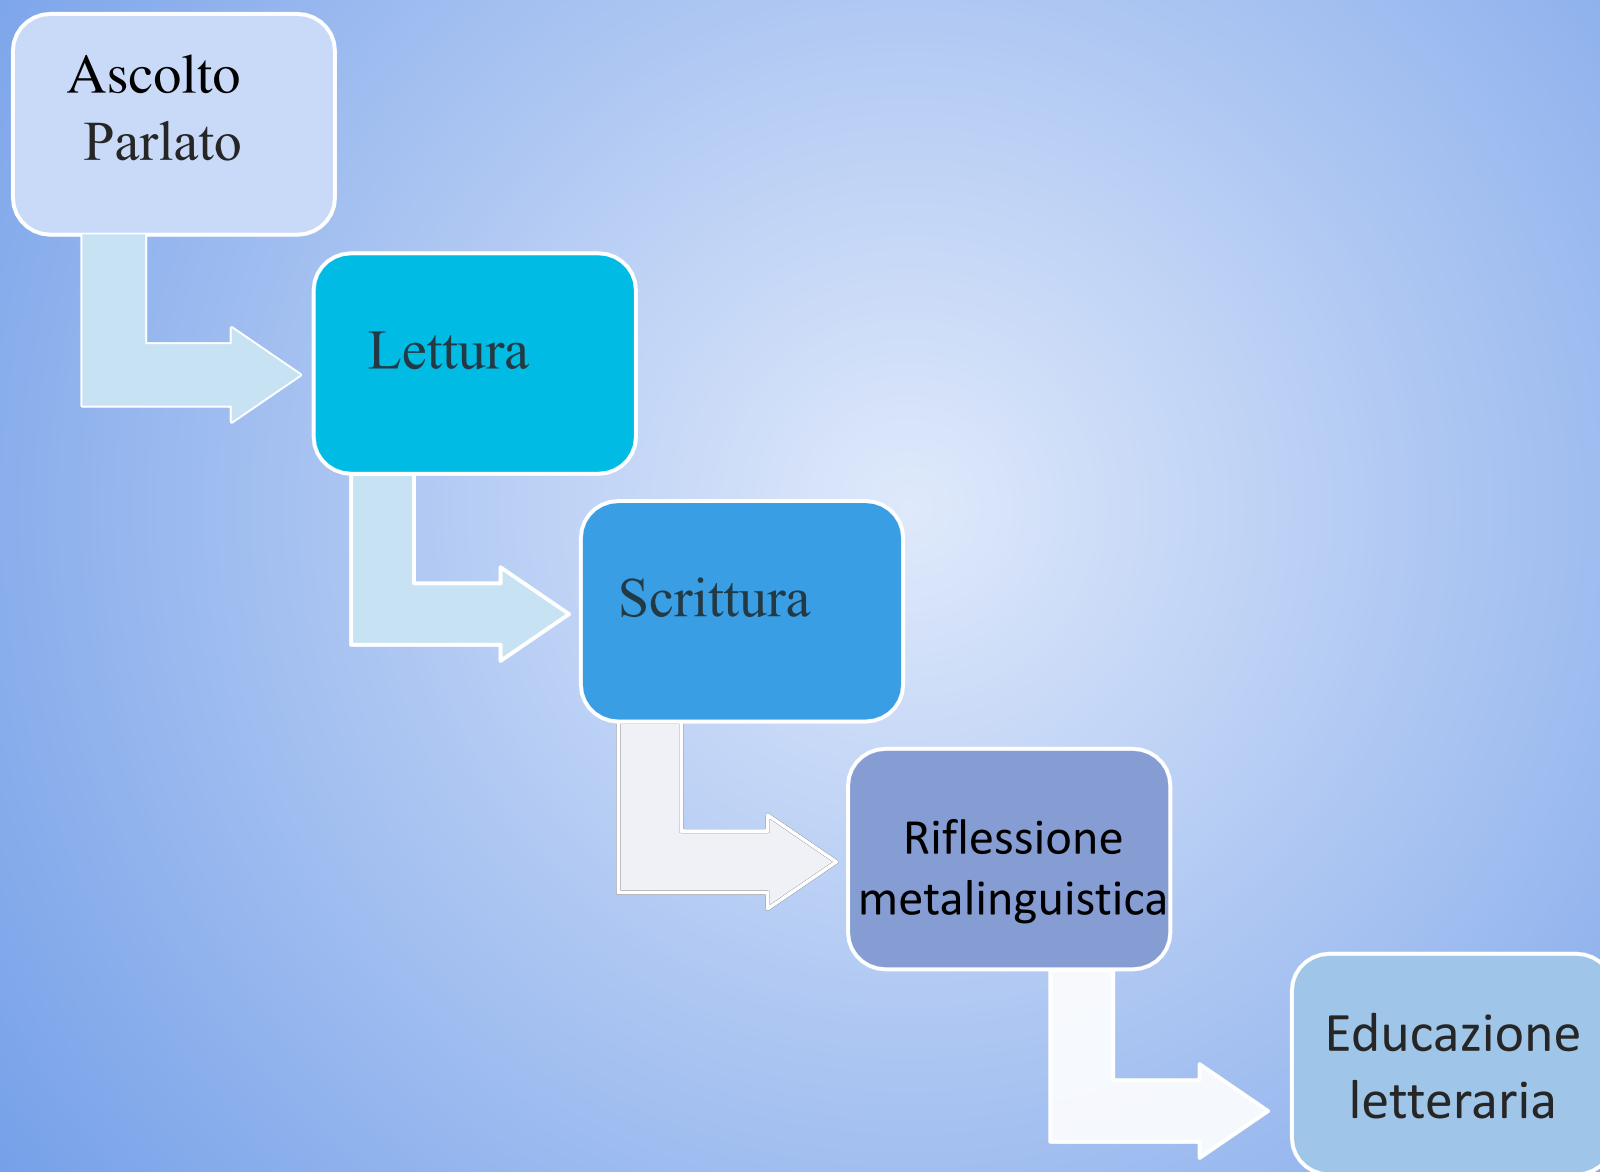 Ascolto
Parlato
Lettura
Scrittura
Riflessione
metalinguistica
Educazione
letteraria